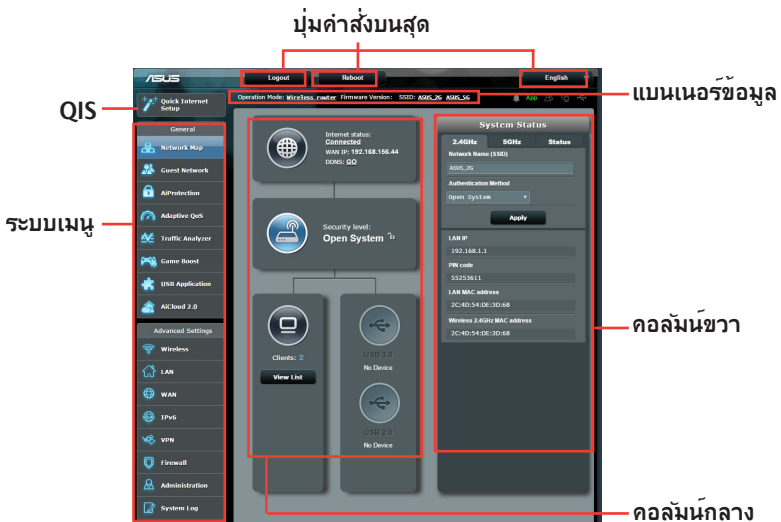 ปุ่มคำสั่งบนสุด
ASUS
Logout
Reboot
English
แบนเนอร์ข้อมูล
QIS
Quick Internet
Setup
Operation Mode: Wireless router Firmware Version: SSID: ASUS_2G ASUS_5G
App
General
Network Map
Guest Network
AiProtection
Adaptive QoS
Traffic Analyzer
Game Boost
USB Application
AiCloud 2.0
ระบบเมนู
Advanced Settings
Wireless
LAN
WAN
IPv6
VPN
Firewall
Administration
System Log
Internet status:
Connected
WAN IP: 192.168.156.44
DDNS: GO
Security level:
Open System
Clients: 2
View List
USB 3.0
No Device
USB 2.0
No Device
System Status
2.4GHz 5GHz Status
Network Name (SSID)
ASUS_2G
Authentication Method
Open System
Apply
LAN IP
192.168.1.1
PIN code
55253611
LAN MAC address
2C:4D:54:DE:3D:68
Wireless 2.4GHz MAC address
2C:4D:54:DE:3D:68
คอลัมน์ขวา
คอลัมน์กลาง